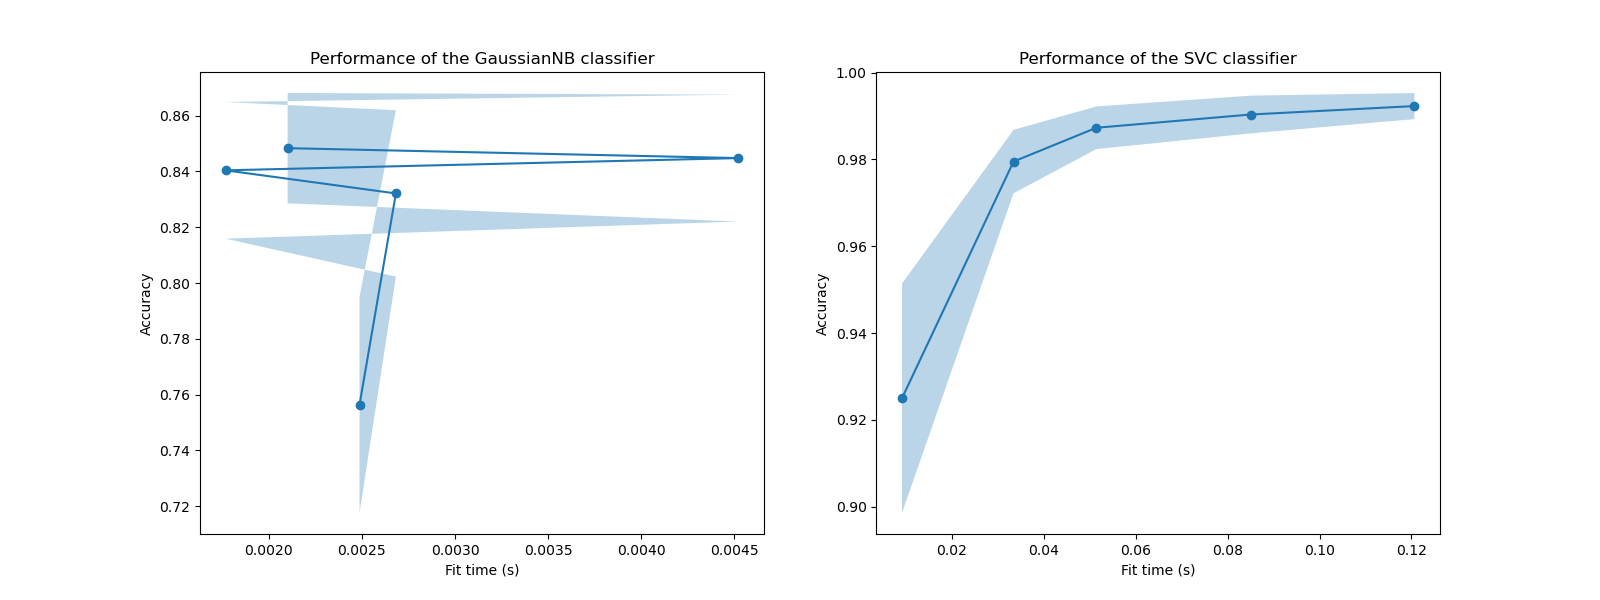 Performance of the GaussianNB classifier
0.86
0.84
0.82
0.80
0.78
0.76
0.74
0.72
Accuracy
0.0020 0.0025 0.0030 0.0035 0.0040 0.0045
Fit time (s)
Performance of the SVC classifier
1.00
0.98
0.96
0.94
0.92
0.90
Accuracy
0.02 0.04 0.06 0.08 0.10 0.12
Fit time (s)